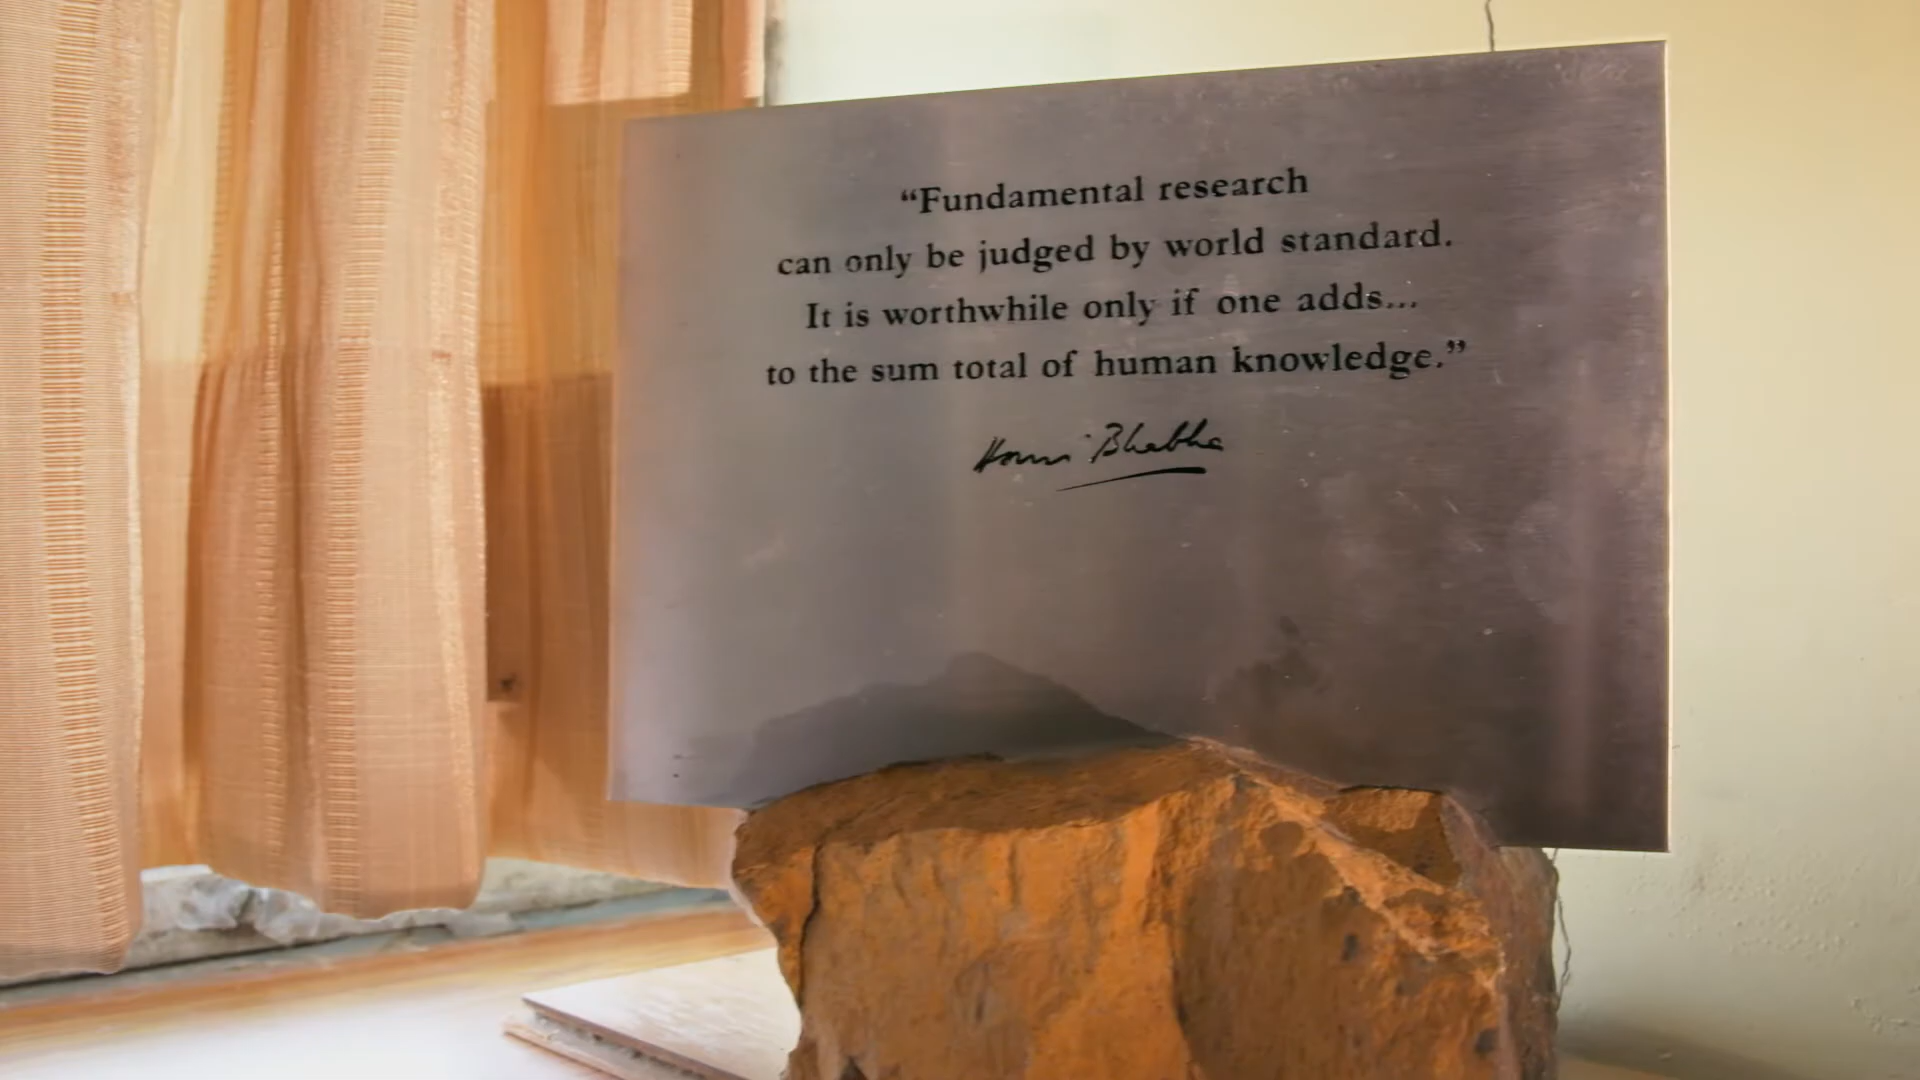 “Fundamental research
can only be judged by world standard.
It is worthwhile only if one adds...
to the sum total of human knowledge.”
Homi Bhabha